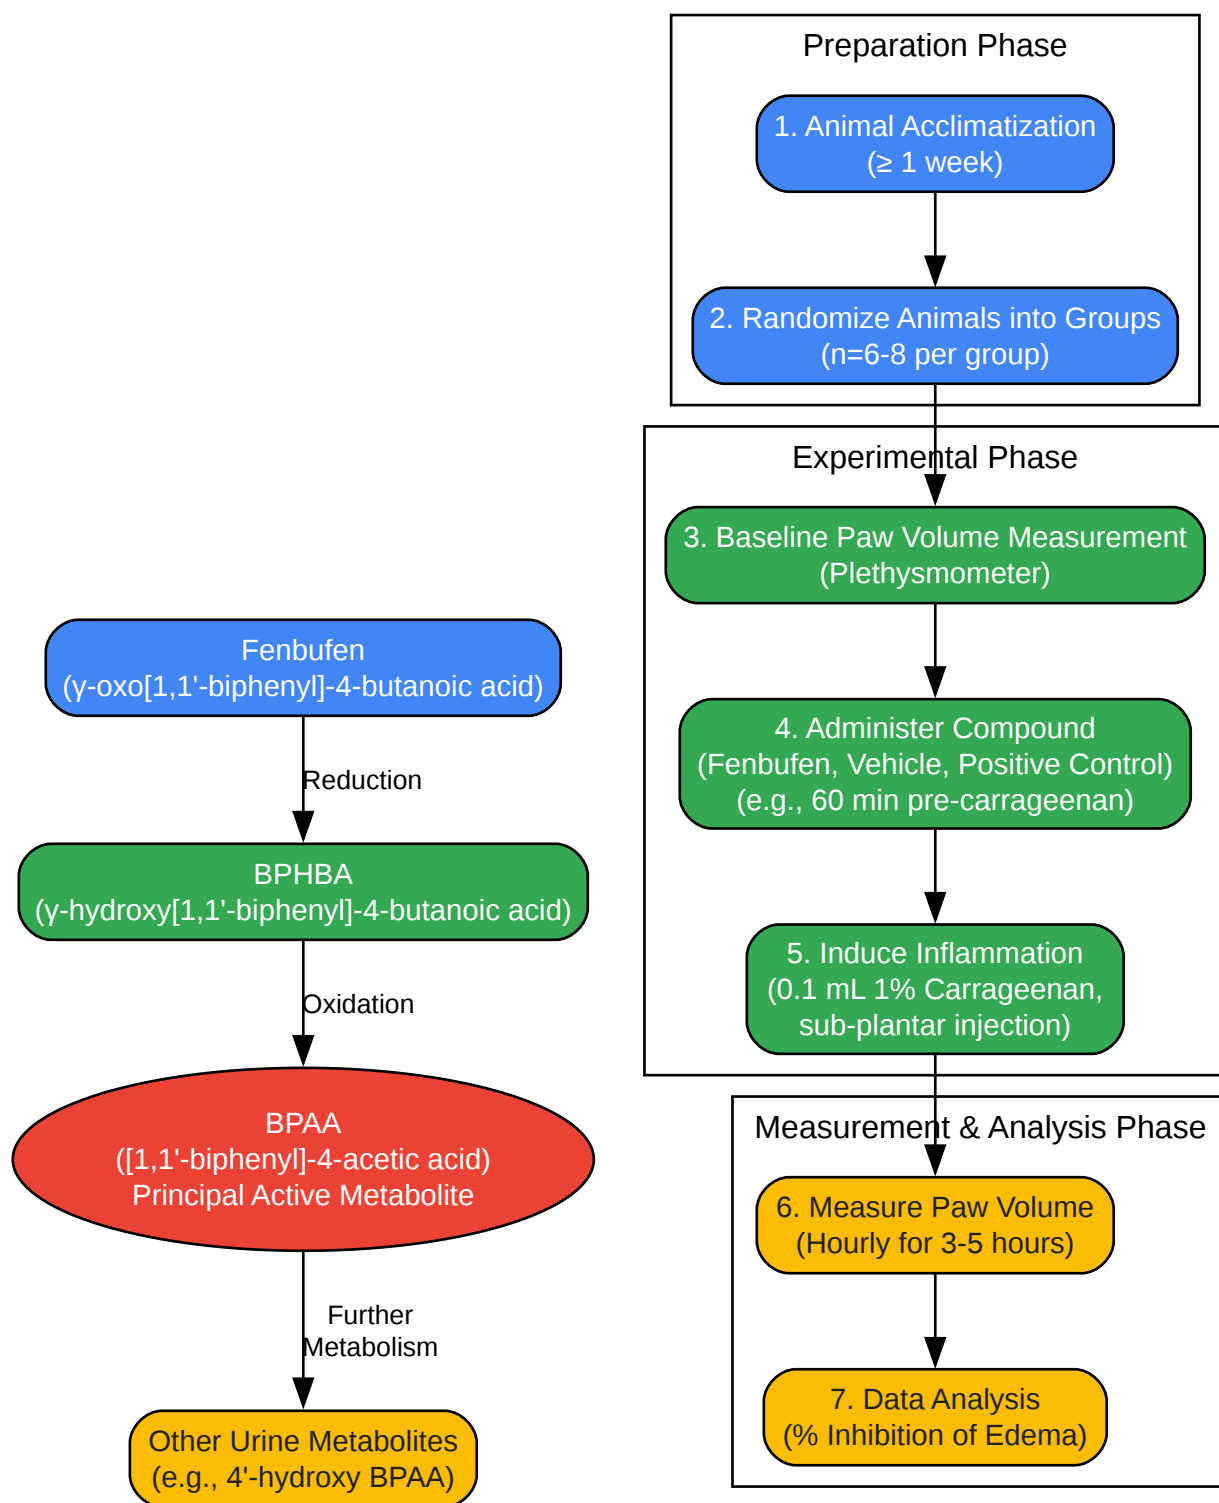 Preparation Phase
1. Animal Acclimatization
(≥ 1 week)
2. Randomize Animals into Groups
(n=6-8 per group)
Experimental Phase
3. Baseline Paw Volume Measurement
(Plethysmometer)
4. Administer Compound
(Fenbufen, Vehicle, Positive Control)
(e.g., 60 min pre-carrageenan)
5. Induce Inflammation
(0.1 mL 1% Carrageenan,
sub-plantar injection)
Measurement & Analysis Phase
6. Measure Paw Volume
(Hourly for 3-5 hours)
7. Data Analysis
(% Inhibition of Edema)
Fenbufen
(γ-oxo[1,1'-biphenyl]-4-butanoic acid)
Reduction
BPHBA
(γ-hydroxy[1,1'-biphenyl]-4-butanoic acid)
Oxidation
BPAA
([1,1'-biphenyl]-4-acetic acid)
Principal Active Metabolite
Further
Metabolism
Other Urine Metabolites
(e.g., 4'-hydroxy BPAA)